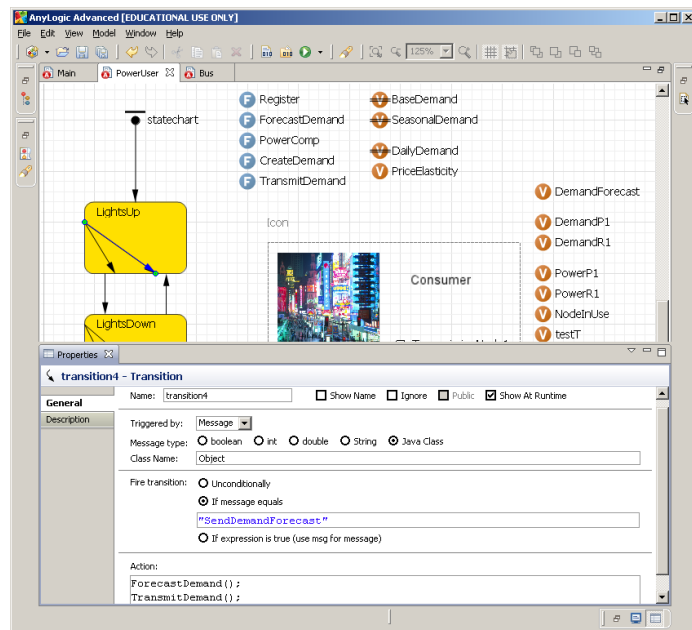 AnyLogic Advanced [EDUCATIONAL USE ONLY]
File Edit View Model Window Help
125%
Main PowerUser Bus
statechart
Register
ForecastDemand
PowerComp
CreateDemand
TransmitDemand
BaseDemand
SeasonalDemand
DailyDemand
PriceElasticity
DemandForecast
DemandP1
DemandR1
PowerP1
PowerR1
NodeInUse
testT
LightsUp
LightsDown
Icon
Consumer
Properties
transition4 - Transition
General
Description
Name: transition4 Show Name Ignore Public Show At Runtime
Triggered by: Message
Message type: boolean int double String Java Class
Class Name: Object
Fire transition: Unconditionally
If message equals
"SendDemandForecast"
If expression is true (use msg for message)
Action:
ForecastDemand();
TransmitDemand();